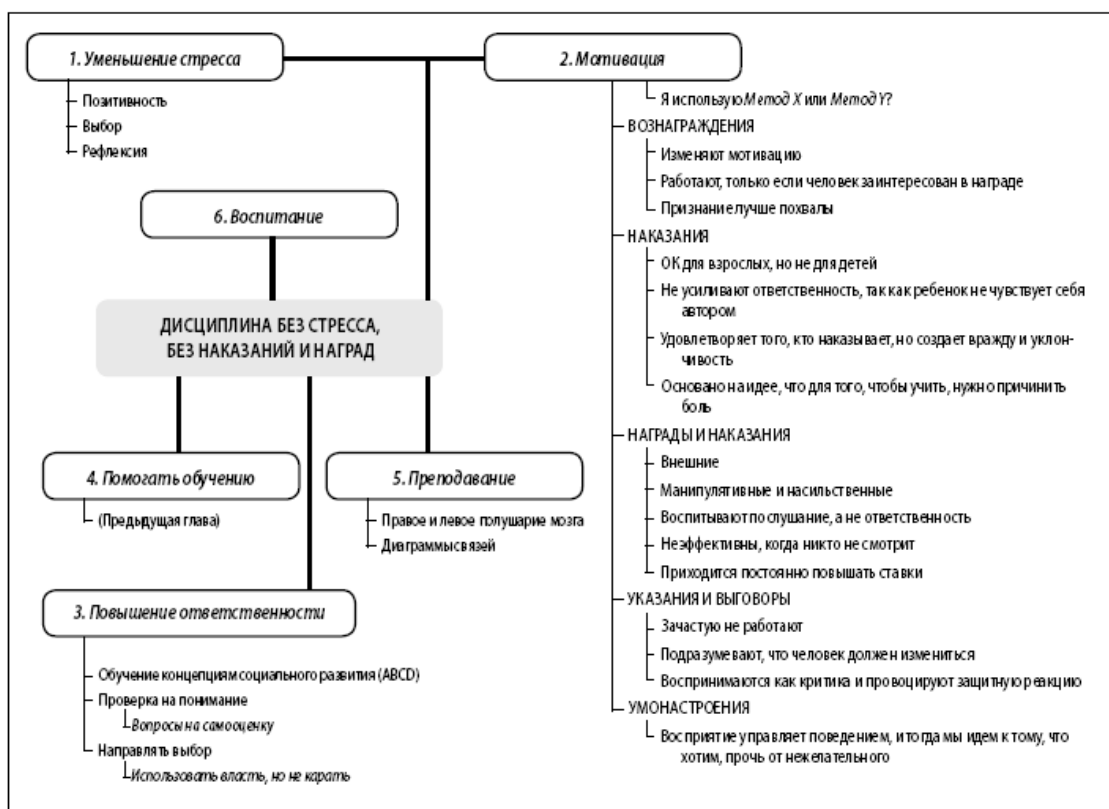 1. Уменьшение стресса
Позитивность
Выбор
Рефлексия
2. Мотивация
Я использую Метод X или Метод Y?
ВОЗНАГРАЖДЕНИЯ
Изменяют мотивацию
Работают, только если человек заинтересован в награде
Признание лучше похвалы
НАКАЗАНИЯ
ОК для взрослых, но не для детей
Не усиливают ответственность, так как ребенок не чувствует себя
автором
Удовлетворяет того, кто наказывает, но создает вражду и уклон-
чивость
Основано на идее, что для того, чтобы учить, нужно причинить
боль
НАГРАДЫ И НАКАЗАНИЯ
Внешние
Манипулятивные и насильственные
Воспитывают послушание, а не ответственность
Неэффективны, когда никто не смотрит
Приходится постоянно повышать ставки
УКАЗАНИЯ И ВЫГОВОРЫ
Зачастую не работают
Подразумевают, что человек должен измениться
Воспринимаются как критика и провоцируют защитную реакцию
УМОНАСТРОЕНИЯ
Восприятие управляет поведением, и тогда мы идем к тому, что
хотим, прочь от нежелательного
6. Воспитание
ДИСЦИПЛИНА БЕЗ СТРЕССА,
БЕЗ НАКАЗАНИЙ И НАГРАД
4. Помогать обучению
(Предыдущая глава)
5. Преподавание
Правое и левое полушарие мозга
Диаграммы связей
3. Повышение ответственности
Обучение концепциям социального развития (ABCD)
Проверка на понимание
Вопросы на самооценку
Направлять выбор
Использовать власть, но не карать